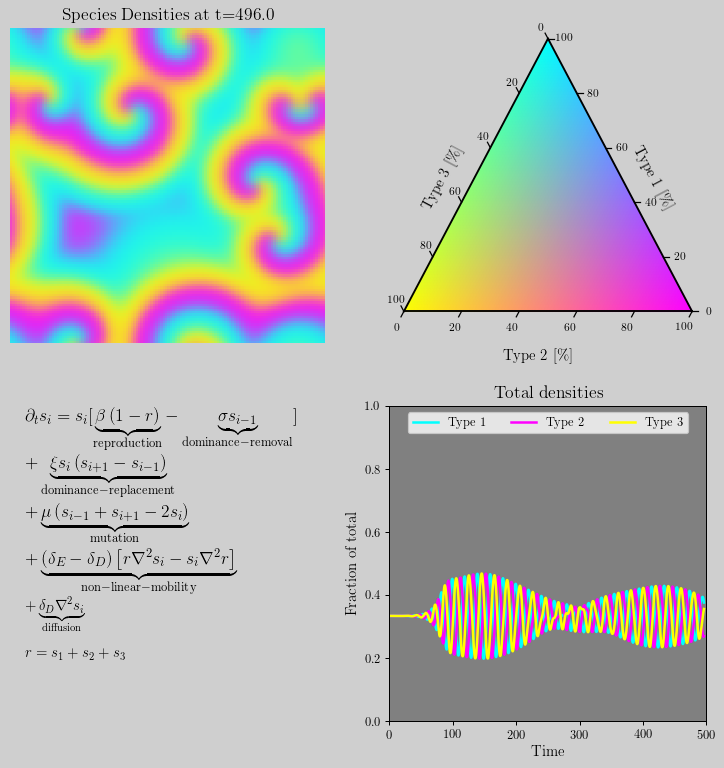 Species Densities at t=496.0
0
100
20
80
40
60
Type 3 [%]
Type 1 [%]
60
40
80
20
100
0
0
20
40
60
80
100
Type 2 [%]
∂ₜsᵢ = sᵢ[ β (1 − r) − σsᵢ₋₁ ]
reproduction dominance−removal
+ ξsᵢ (sᵢ₊₁ − sᵢ₋₁)
dominance−replacement
+ μ (sᵢ₋₁ + sᵢ₊₁ − 2sᵢ)
mutation
+ (δ_E − δ_D) [r∇²sᵢ − sᵢ∇²r]
non−linear−mobility
+ δ_D∇²sᵢ
diffusion
r = s₁ + s₂ + s₃
Total densities
Type 1 Type 2 Type 3
1.0
0.8
0.6
0.4
0.2
0.0
Fraction of total
0 100 200 300 400 500
Time